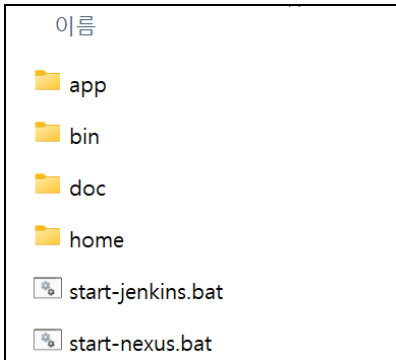 이름
app
bin
doc
home
start-jenkins.bat
start-nexus.bat